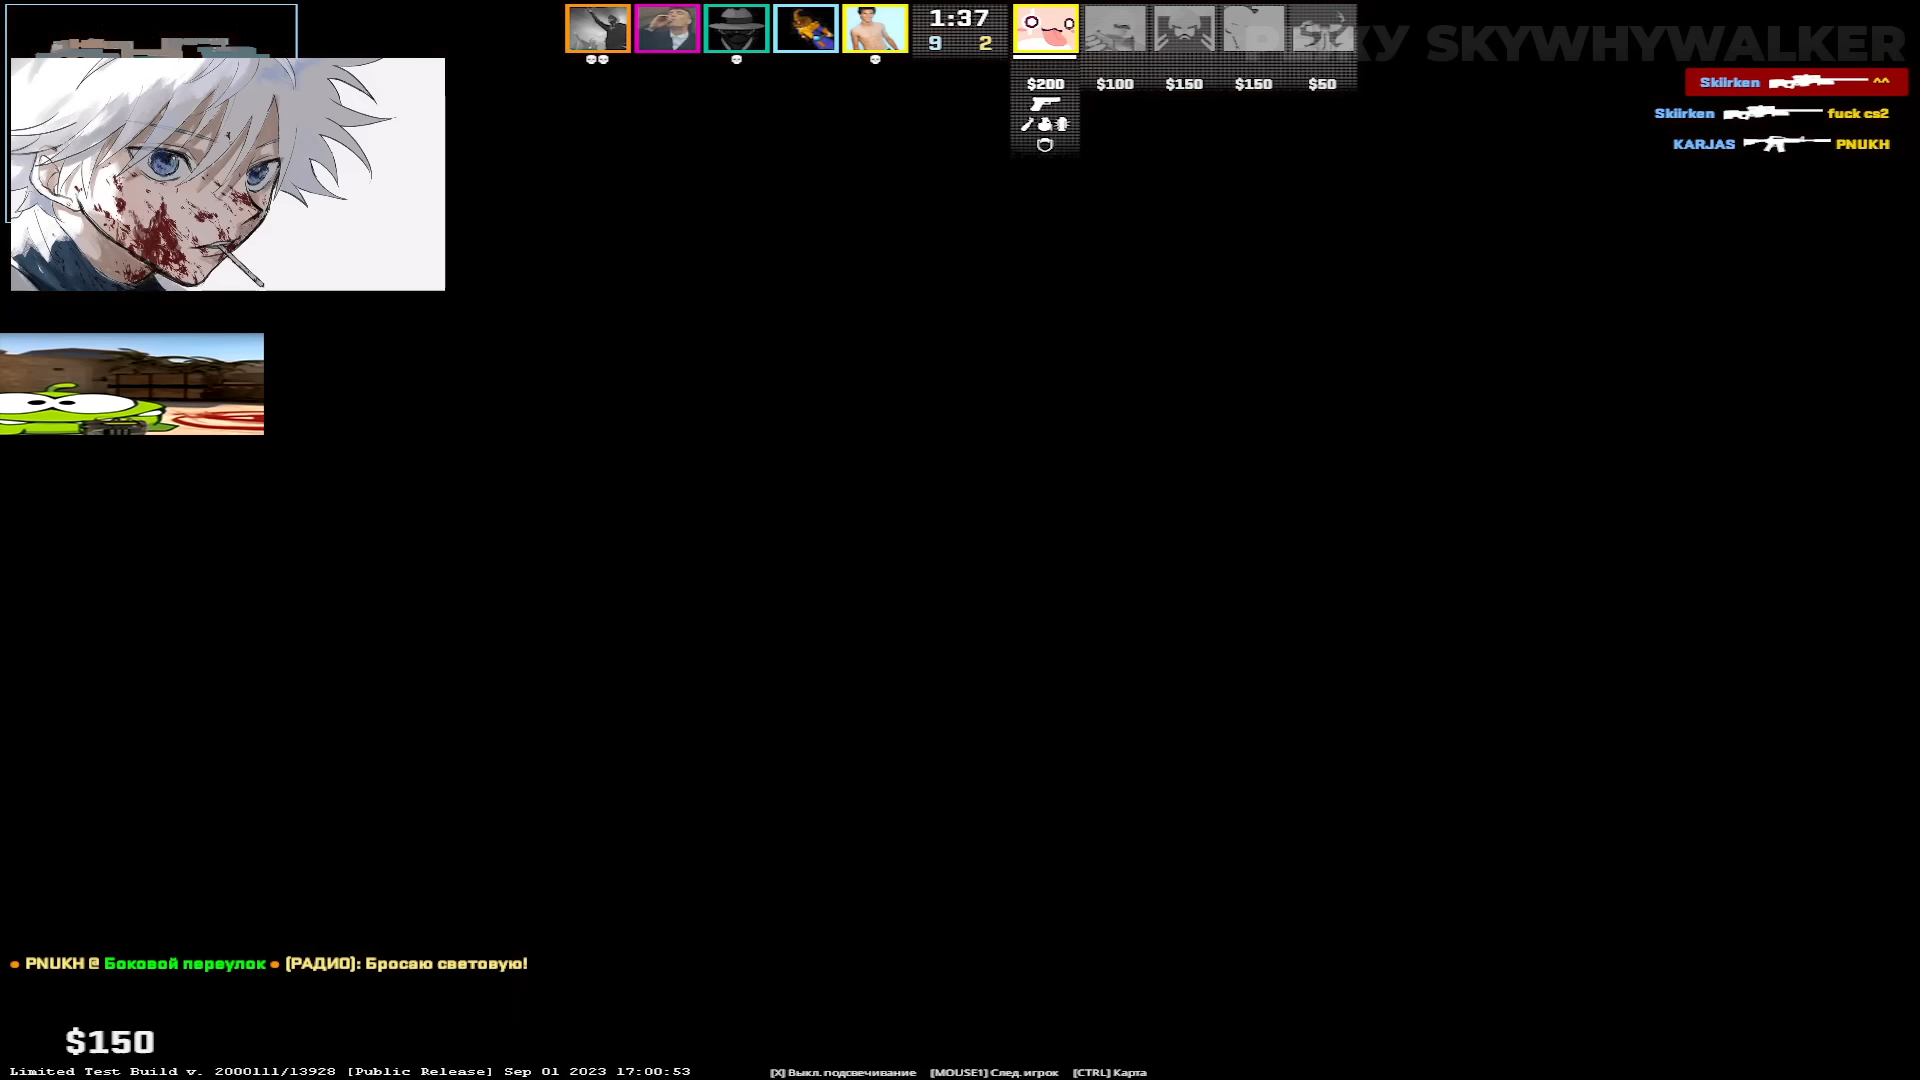 1:37
9 2
SKYWHYWALKER
$200 $100 $150 $150 $50
Skiirken ^^
Skiirken fuck cs2
KARJAS PNUKH
• PNUKH @ Боковой переулок • (РАДИО): Бросаю световую!
$150
Limited Test Build v. 2000111/13928 [Public Release] Sep 01 2023 17:00:53
[X] Выкл. подсвечивание [MOUSE1] След. игрок [CTRL] Карта